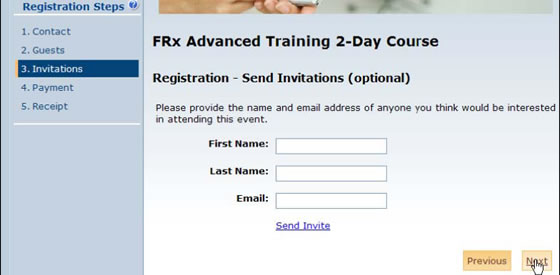 Registration Steps ?
1. Contact
2. Guests
3. Invitations
4. Payment
5. Receipt
FRx Advanced Training 2-Day Course
Registration - Send Invitations (optional)
Please provide the name and email address of anyone you think would be interested
in attending this event.
First Name:
Last Name:
Email:
Send Invite
Previous
Next